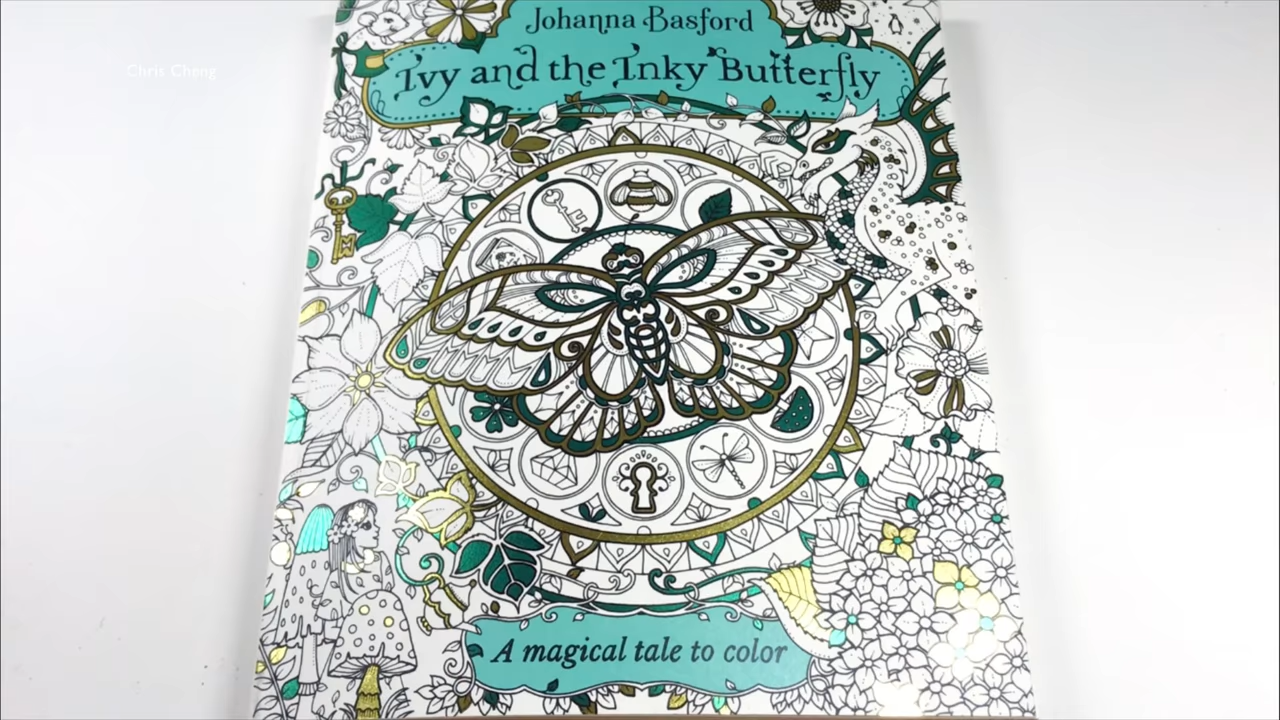 Johanna Basford
Ivy and the Inky Butterfly
Chris Cheng
A magical tale to color